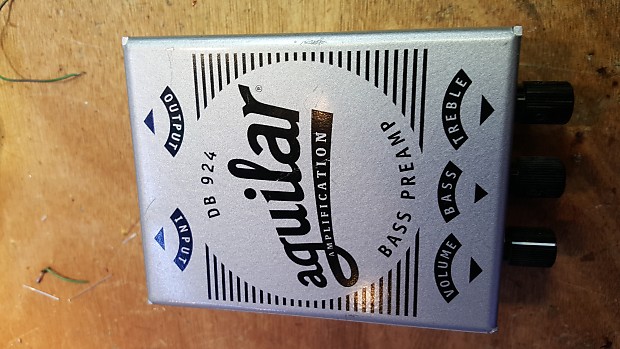 TREBLE
BASS
VOLUME
DB 924
aguilar®
AMPLIFICATION
BASS PREAMP
OUTPUT
INPUT